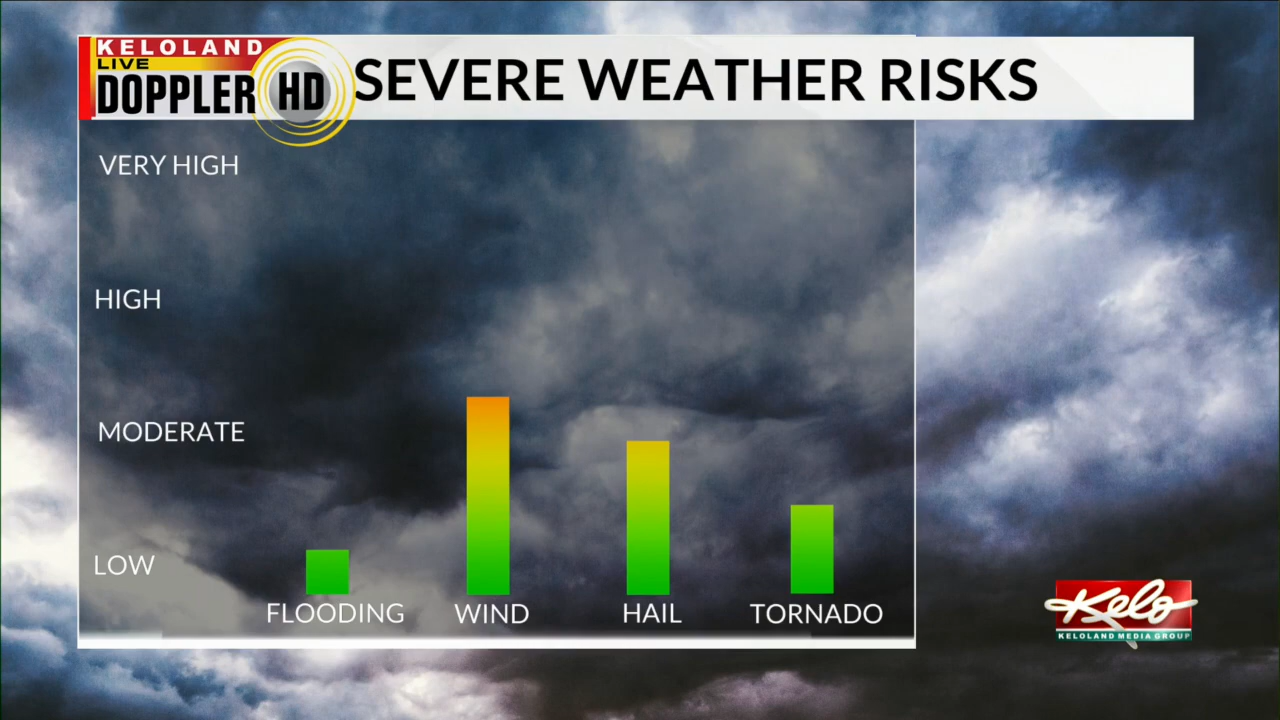 KELOLAND
LIVE
DOPPLER HD
SEVERE WEATHER RISKS
VERY HIGH
HIGH
MODERATE
LOW
FLOODING WIND HAIL TORNADO
Kelo
KELOLAND MEDIA GROUP